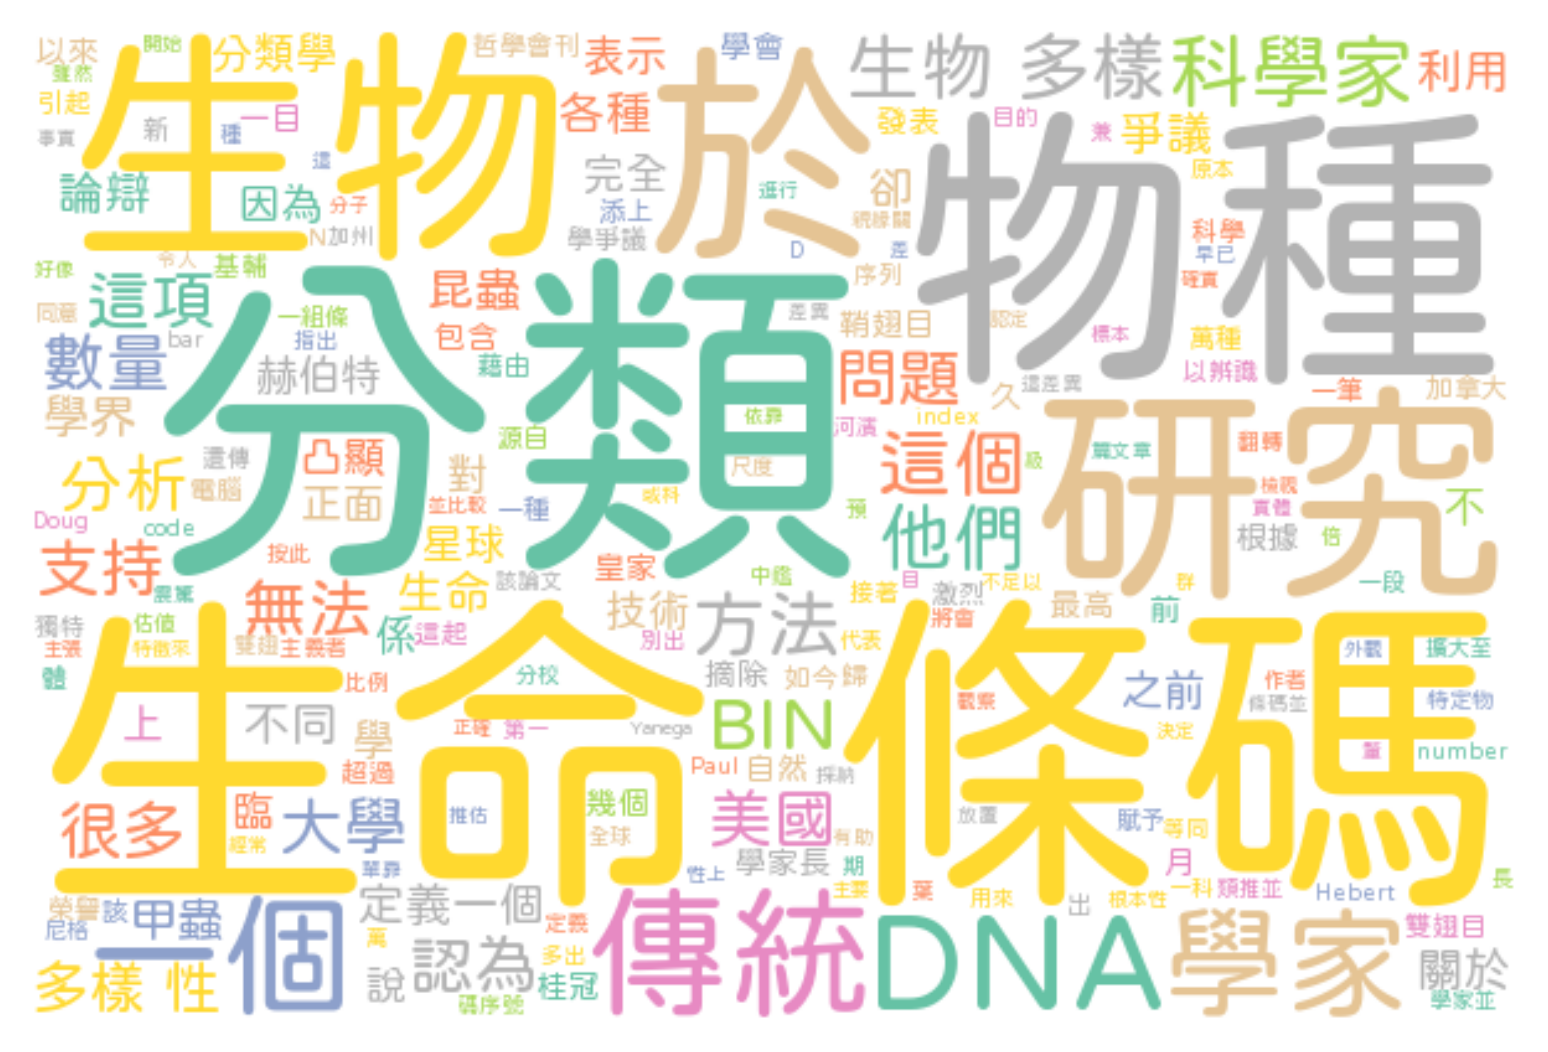 以來 開始 分類學 哲學會刊 表示 學會 生物 多樣 科學家 利用
雖然
引起 生物 於 各種 發表 目的 兼 爭議
事實 新 種 一目 這 完全 進行 卻 原本 物種
論辯 因為 分子 添上 親緣關 科學
N 加州 學爭議 D 差 早已
好像 令人 基輔 昆蟲 序列 確實
同意 這項 一組條 分類 包含 差異 鞘翅目 認定 標本 萬種
數量 bar 指出 藉由 問題 這差異 以辨識
學界 赫伯特 依靠 河濱 index 久 一筆 加拿大
遺傳 凸顯 對 源自 尺度 這個 級 研究 篇文章 翻轉
分析 電腦 正面 並比較 一種 或科 檢視 不
Doug code 星球 預 他們 實體 根據 倍
支持 按此 皇家 中鑑 目 不足以 群 一段
震驚 無法 生命 該論文 接著 激烈 最高
獨特 估值 係 這起 技術 方法 代表 將會 前
主張 特徵來 雙翅 主義者 別出 外觀 擴大至
體 生命 比例 分校 摘除 如今歸 條碼 觀察 之前 作者 特定物
上 不同 學 正確 第一 Yanega BIN 決定 條碼並
超過 Paul 自然 採納 number
很多 臨 大學 推估 幾個 美國 放置 賦予 等同
經常 全球 有助
單靠 性上 學家長 期 月
榮譽 該 甲蟲 定義一個 主要 葉 用來 根本性 一科 類推並 Hebert 長
尼格 一個 定義 傳統 出 DNA 學家 雙翅目
萬 認為 多出 關於
多樣 性 說 桂冠 學家並
碼序號